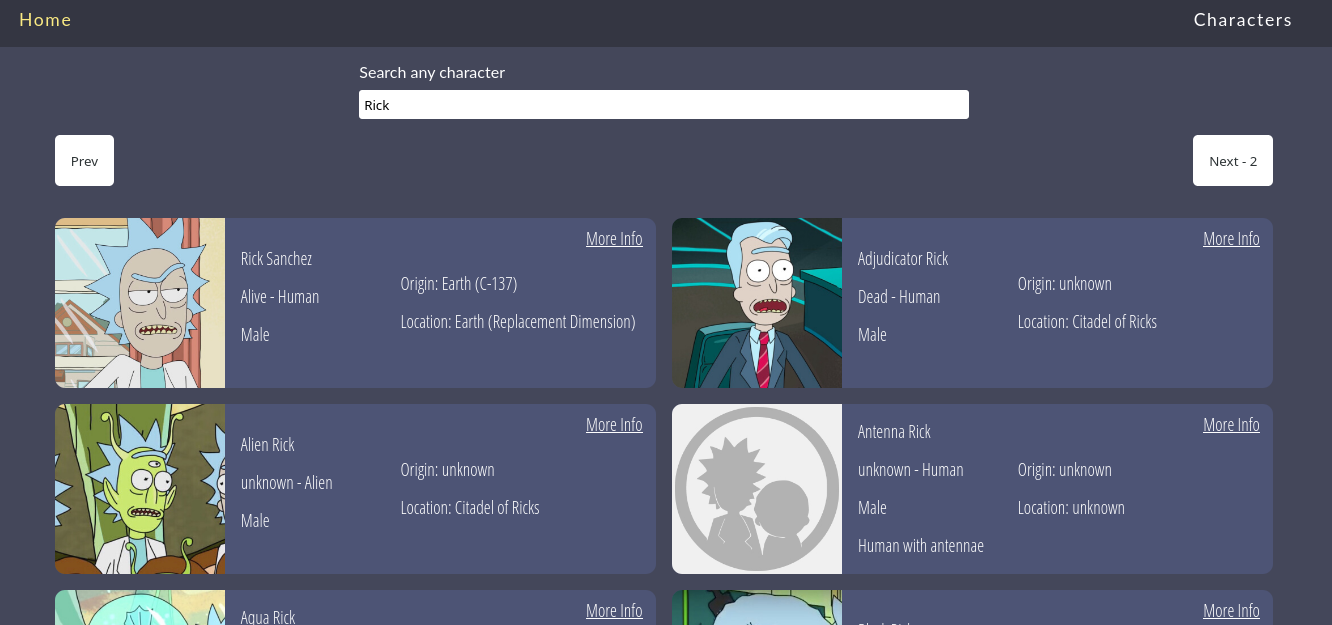 Home
Characters
Search any character
Rick
Prev
Next - 2
More Info
Rick Sanchez
Alive - Human
Male
Origin: Earth (C-137)
Location: Earth (Replacement Dimension)
More Info
Adjudicator Rick
Dead - Human
Male
Origin: unknown
Location: Citadel of Ricks
More Info
Alien Rick
unknown - Alien
Male
Origin: unknown
Location: Citadel of Ricks
More Info
Antenna Rick
unknown - Human
Male
Human with antennae
Origin: unknown
Location: unknown
More Info
Aqua Rick
More Info